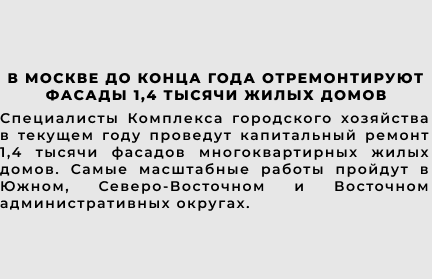 В МОСКВЕ ДО КОНЦА ГОДА ОТРЕМОНТИРУЮТ
ФАСАДЫ 1,4 ТЫСЯЧИ ЖИЛЫХ ДОМОВ
Специалисты Комплекса городского хозяйства
в текущем году проведут капитальный ремонт
1,4 тысячи фасадов многоквартирных жилых
домов. Самые масштабные работы пройдут в
Южном, Северо-Восточном и Восточном
административных округах.